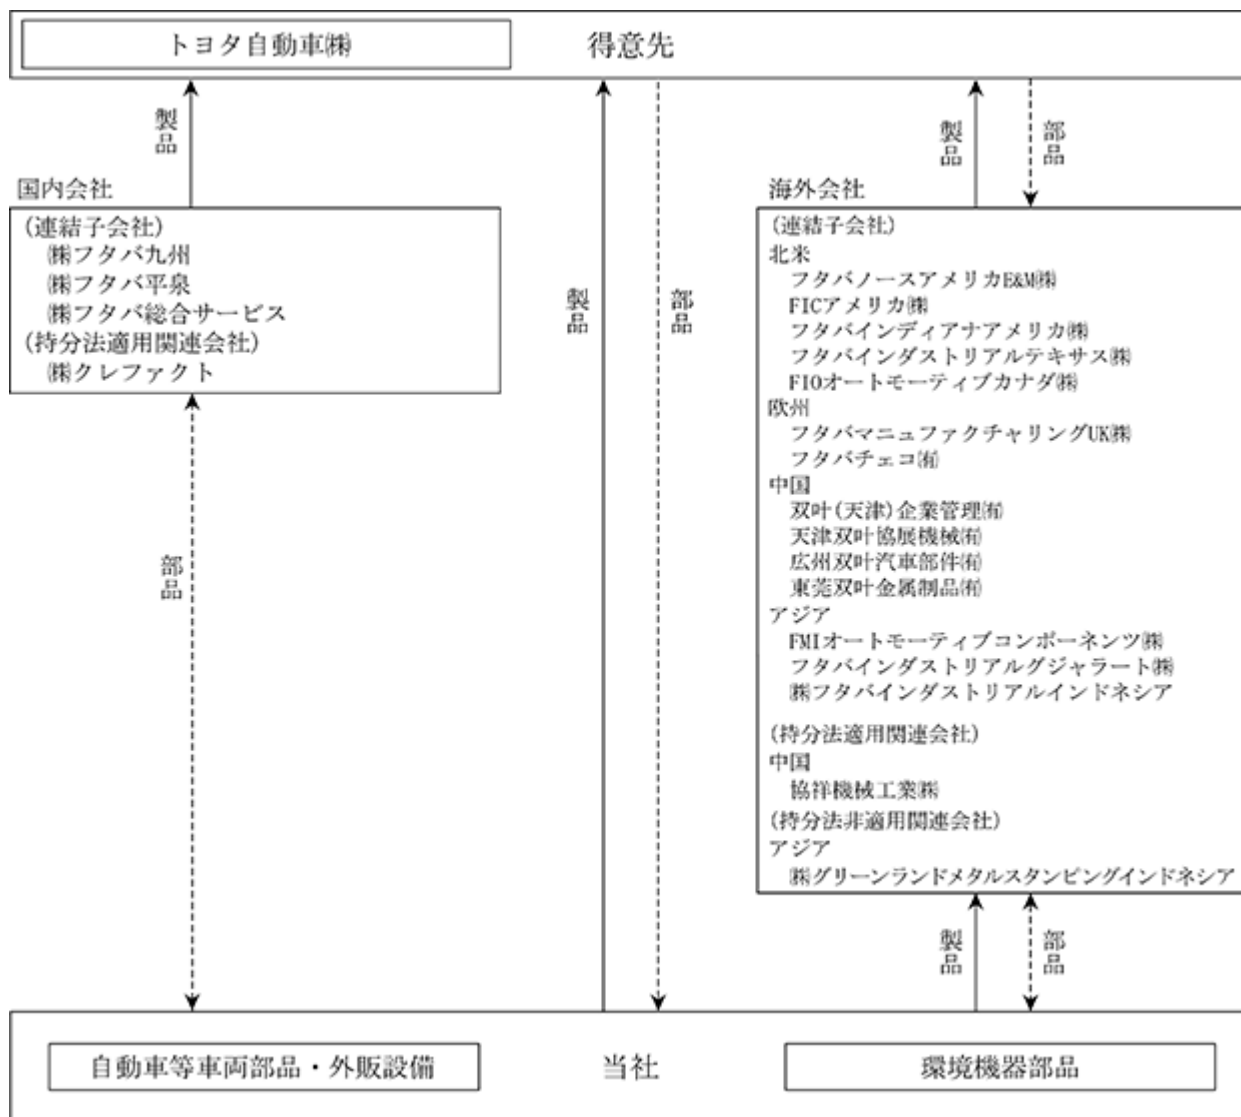 トヨタ自動車㈱
得意先
製品
製品
部品
国内会社
(連結子会社)
㈱フタバ九州
㈱フタバ平泉
㈱フタバ総合サービス
(持分法適用関連会社)
㈱クレファクト
部品
製品
部品
海外会社
(連結子会社)
北米
フタバノースアメリカE&M㈱
FICアメリカ㈱
フタバインディアナアメリカ㈱
フタバインダストリアルテキサス㈱
FIOオートモーティブカナダ㈱
欧州
フタバマニュファクチャリングUK㈱
フタバチェコ㈲
中国
双叶(天津)企業管理㈲
天津双叶協展機械㈲
広州双叶汽車部件㈲
東莞双叶金属制品㈲
アジア
FMIオートモーティブコンポーネンツ㈱
フタバインダストリアルグジャラート㈱
㈱フタバインダストリアルインドネシア
(持分法適用関連会社)
中国
協祥機械工業㈱
(持分法非適用関連会社)
アジア
㈱グリーンランドメタルスタンピングインドネシア
製品
部品
自動車等車両部品・外販設備
当社
環境機器部品